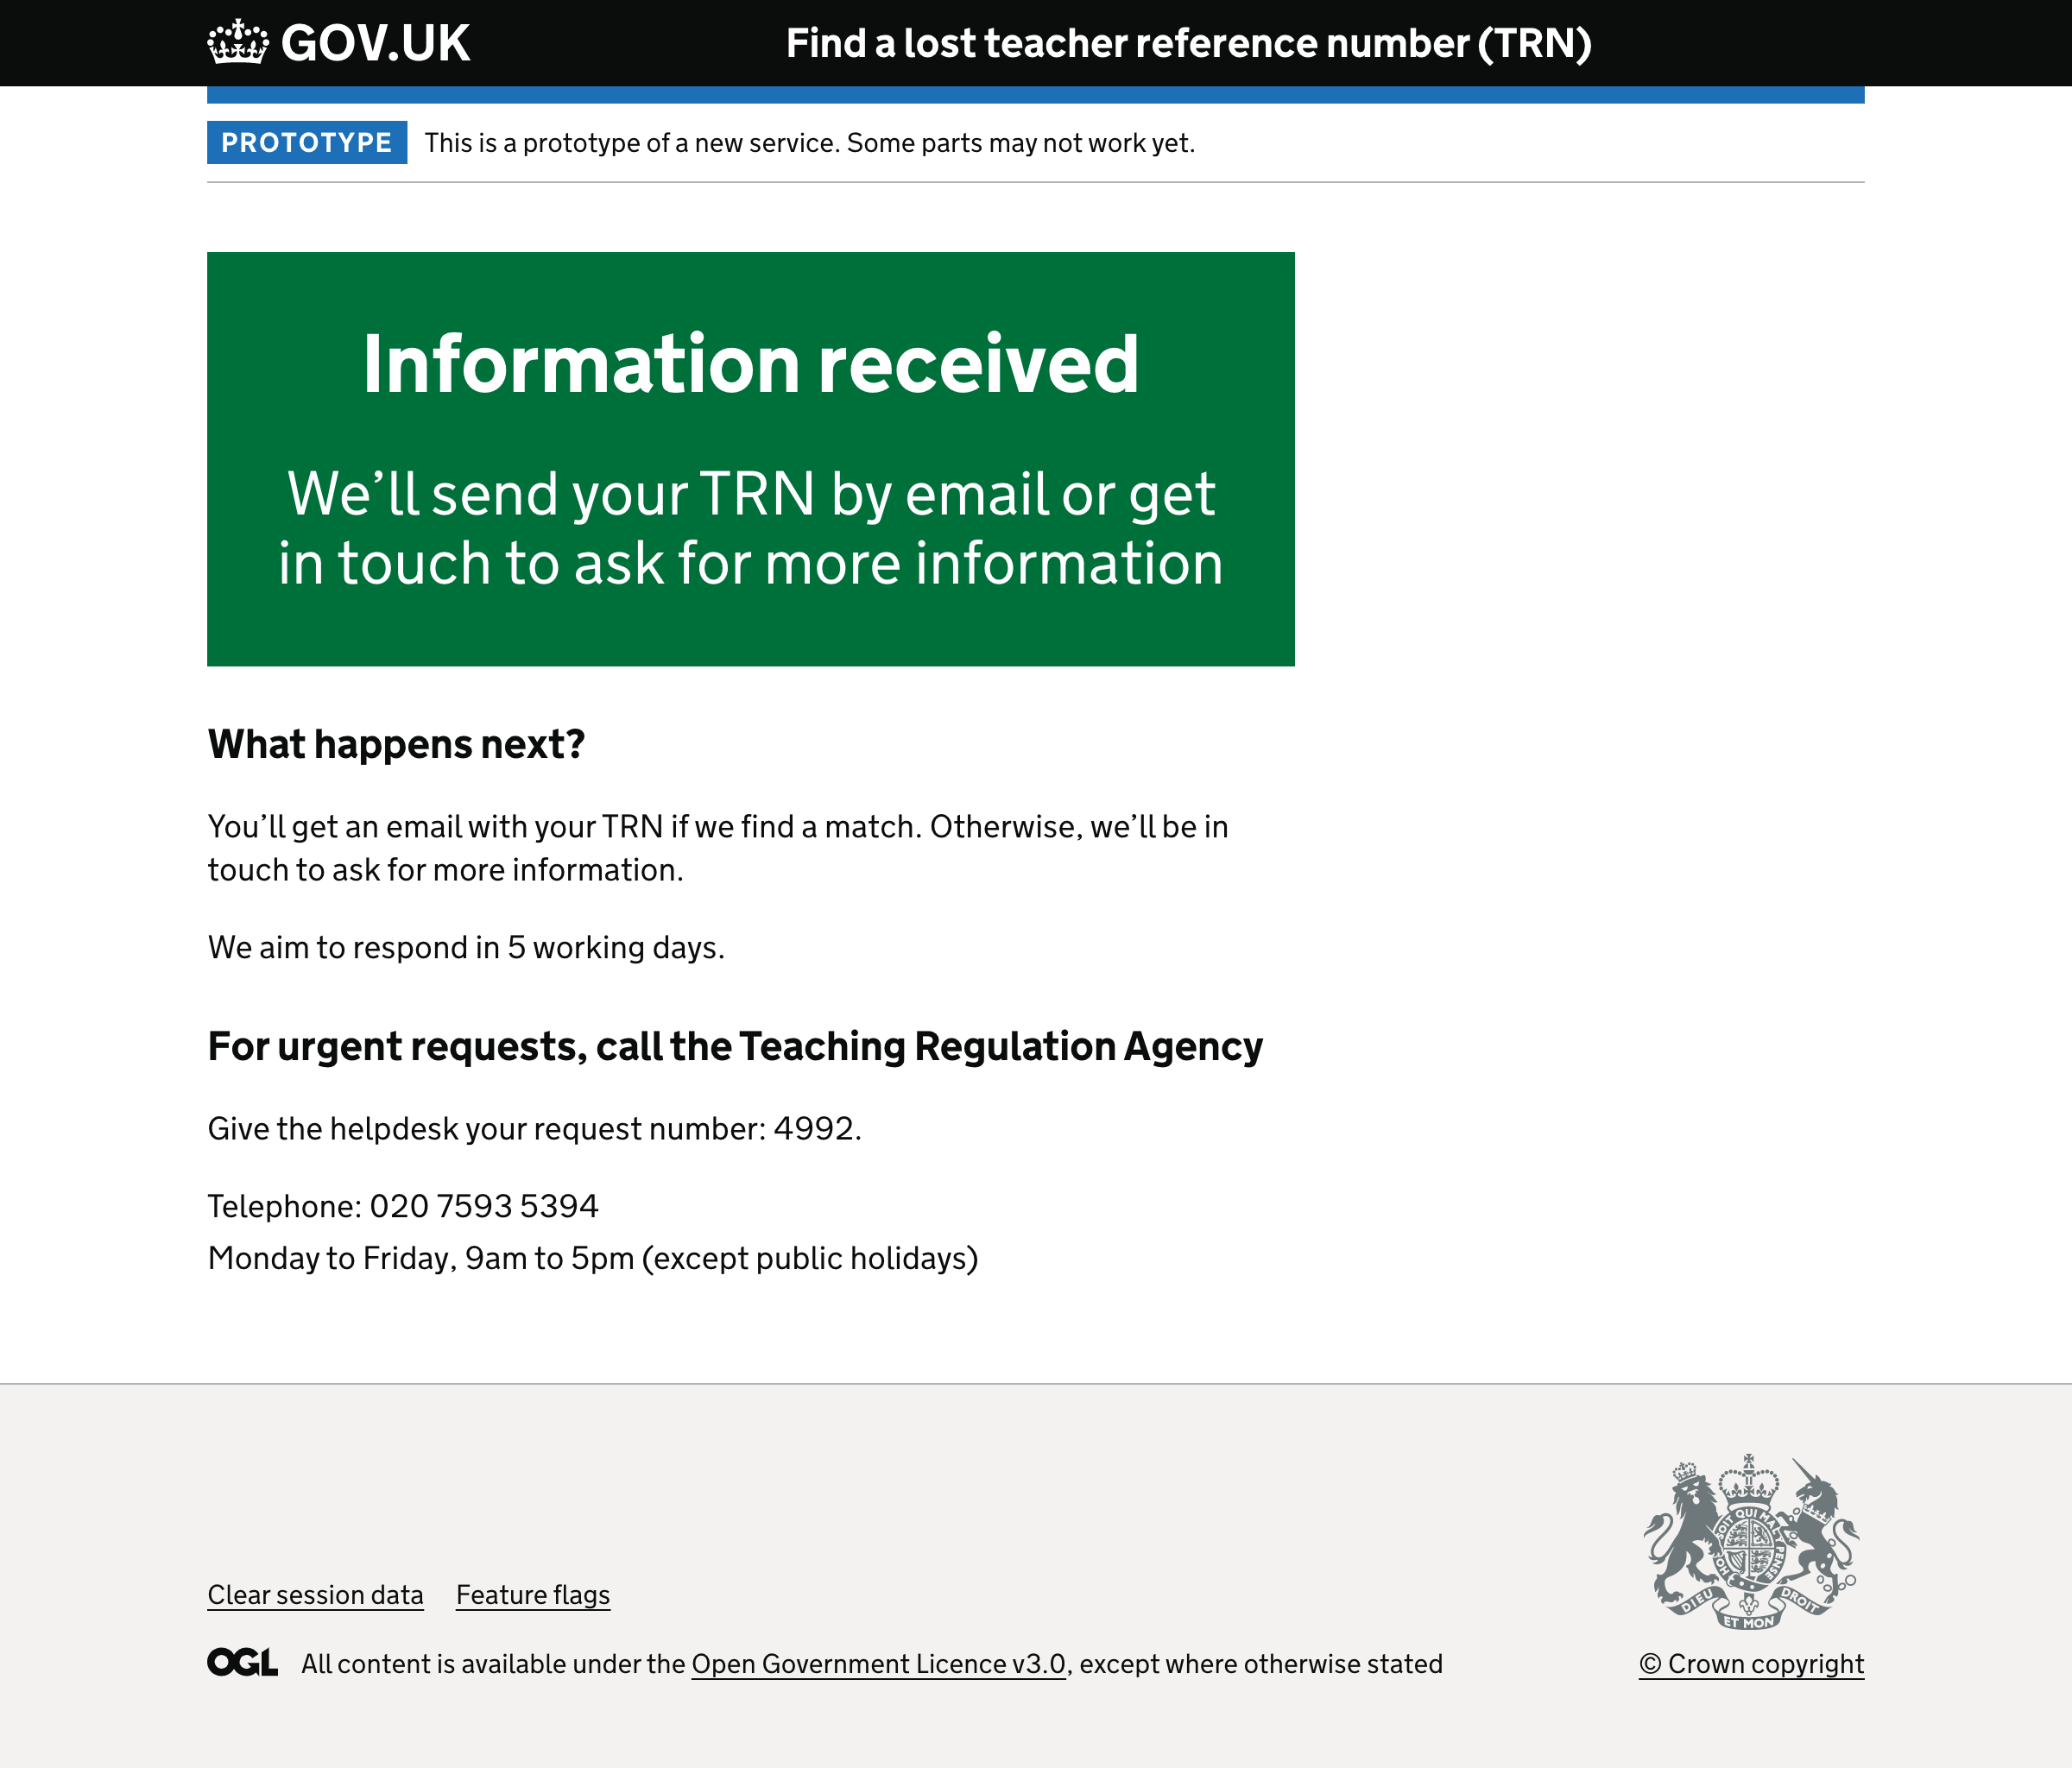 GOV.UK
Find a lost teacher reference number (TRN)
PROTOTYPE
This is a prototype of a new service. Some parts may not work yet.
Information received
We’ll send your TRN by email or get
in touch to ask for more information
What happens next?
You’ll get an email with your TRN if we find a match. Otherwise, we’ll be in
touch to ask for more information.
We aim to respond in 5 working days.
For urgent requests, call the Teaching Regulation Agency
Give the helpdesk your request number: 4992.
Telephone: 020 7593 5394
Monday to Friday, 9am to 5pm (except public holidays)
Clear session data
Feature flags
OGL
All content is available under the Open Government Licence v3.0, except where otherwise stated
SOIT QUI MAL
PENSE
HON
DIEU
ET MON
DROIT
© Crown copyright